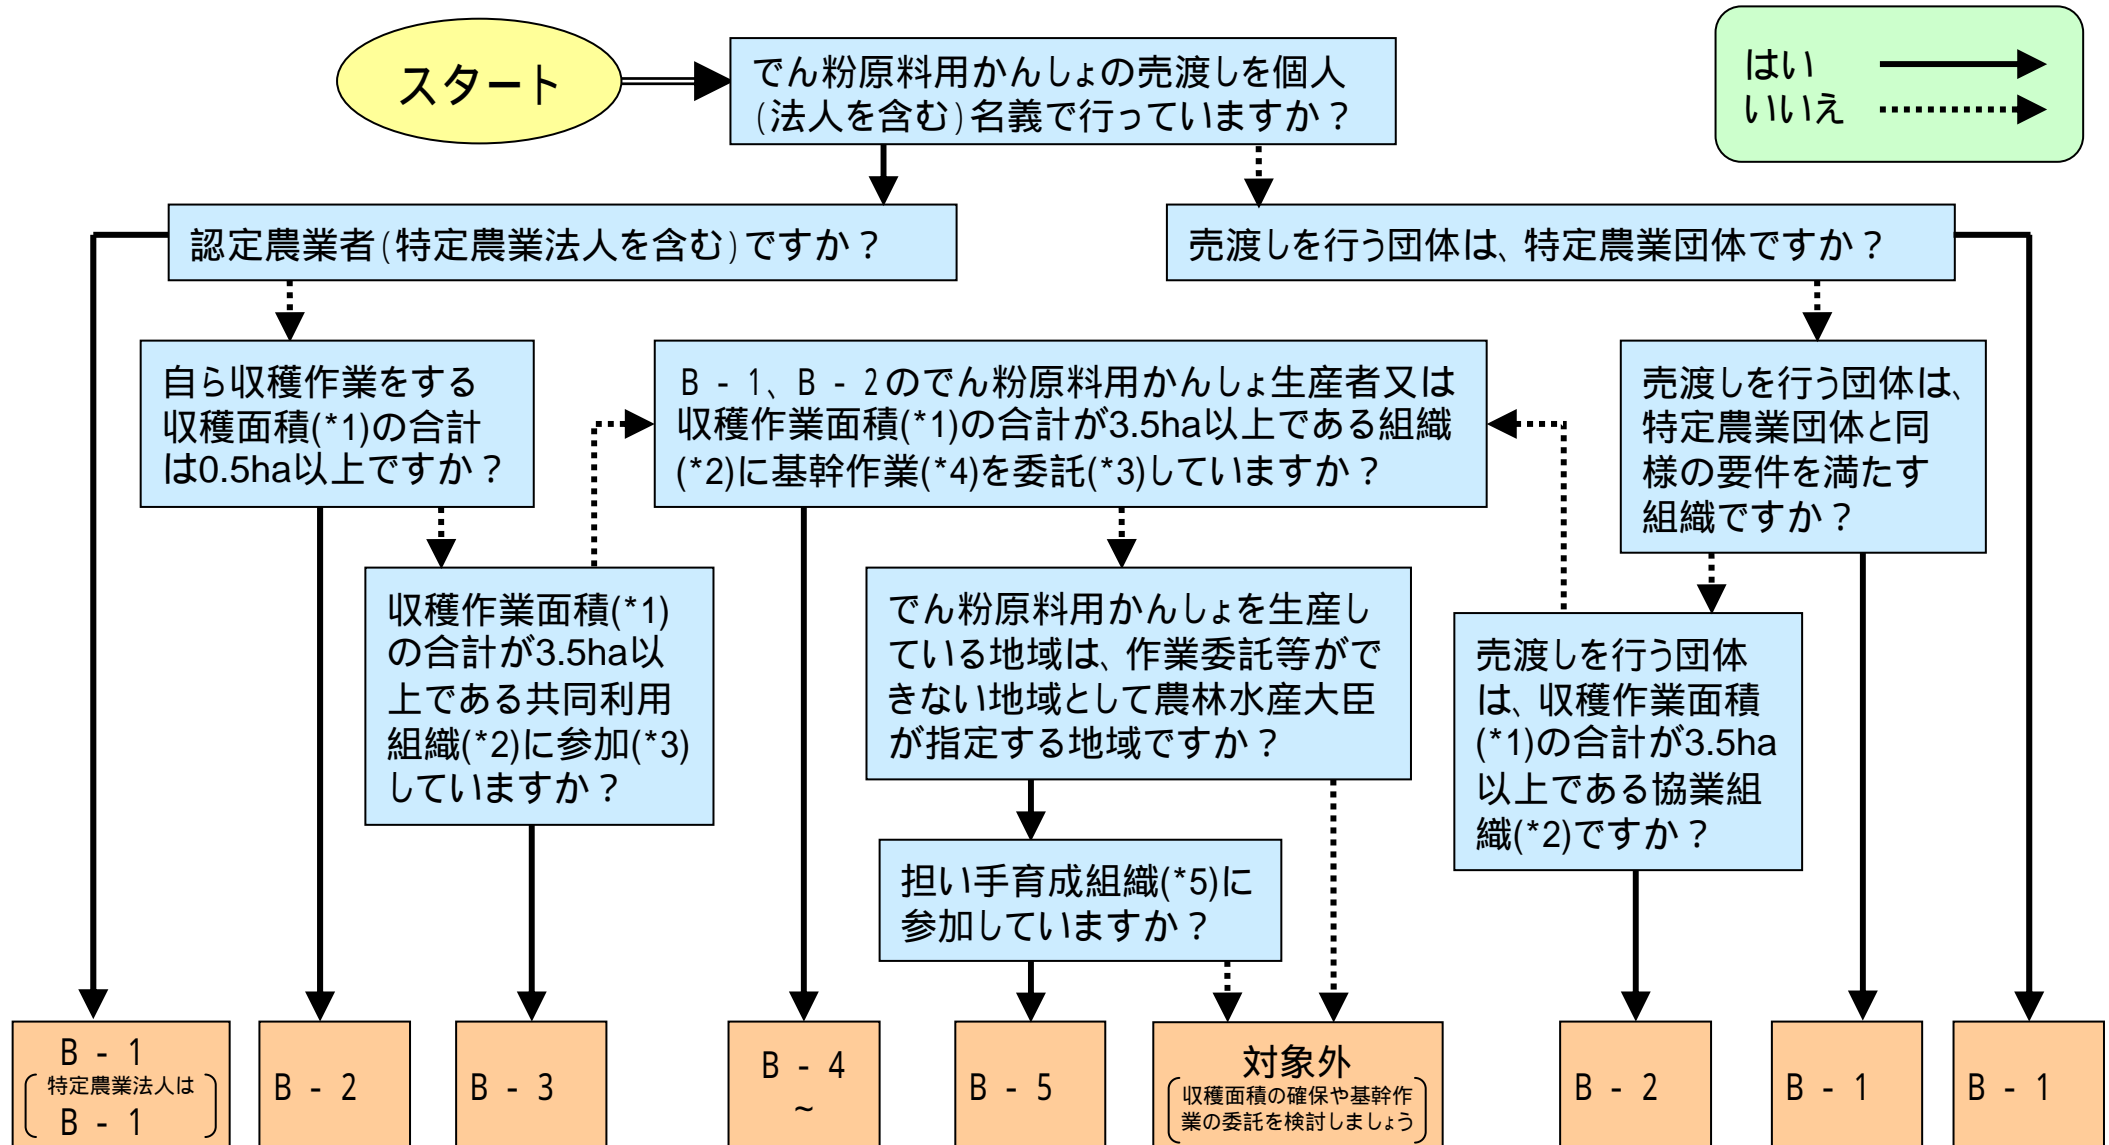 スタート
でん粉原料用かんしょの売渡しを個人
(法人を含む)名義で行っていますか？
はい
いいえ
認定農業者(特定農業法人を含む)ですか？
売渡しを行う団体は、特定農業団体ですか？
自ら収穫作業をする
収穫面積(*1)の合計
は0.5ha以上ですか？
B - 1、B - 2のでん粉原料用かんしょ生産者又は
収穫作業面積(*1)の合計が3.5ha以上である組織
(*2)に基幹作業(*4)を委託(*3)していますか？
売渡しを行う団体は、
特定農業団体と同
様の要件を満たす
組織ですか？
収穫作業面積(*1)
の合計が3.5ha以
上である共同利用
組織(*2)に参加(*3)
していますか？
でん粉原料用かんしょを生産し
ている地域は、作業委託等がで
きない地域として農林水産大臣
が指定する地域ですか？
売渡しを行う団体
は、収穫作業面積
(*1)の合計が3.5ha
以上である協業組
織(*2)ですか？
担い手育成組織(*5)に
参加していますか？
B - 1
特定農業法人は
B - 1
B - 2
B - 3
B - 4
~
B - 5
対象外
収穫面積の確保や基幹作
業の委託を検討しましょう
B - 2
B - 1
B - 1